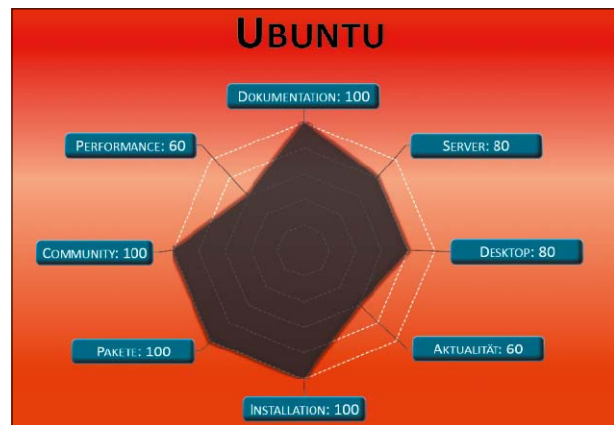 UBUNTU
DOKUMENTATION: 100
PERFORMANCE: 60
SERVER: 80
COMMUNITY: 100
DESKTOP: 80
PAKETE: 100
AKTUALITÄT: 60
INSTALLATION: 100